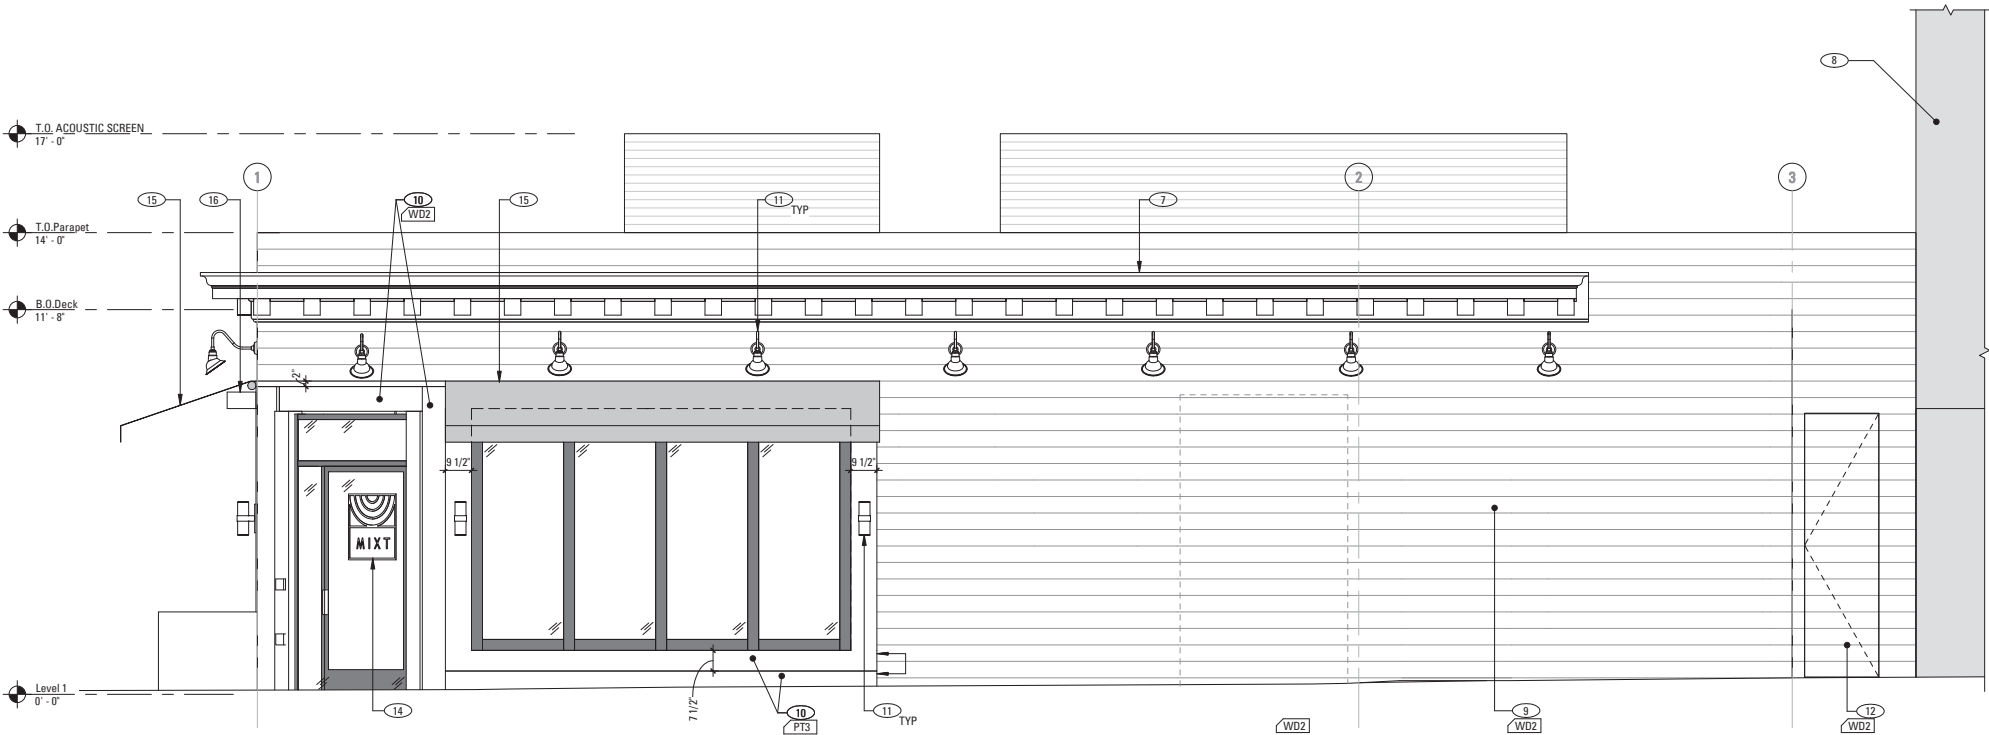 8
T.O. ACOUSTIC SCREEN
17' - 0"
1
2
3
15
16
10
WD2
15
11
TYP
7
T.O.Parapet
14' - 0"
B.O.Deck
11' - 8"
2"
9 1/2"
9 1/2"
MIXT
Level 1
0' - 0"
14
7 1/2"
10
PT3
11
TYP
WD2
9
WD2
12
WD2